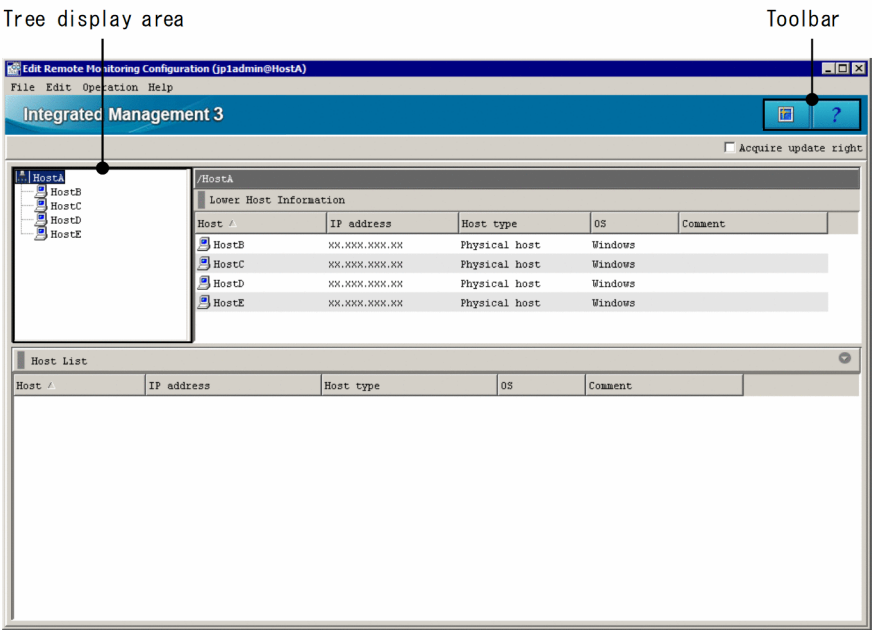 Tree display area
Toolbar
Edit Remote Monitoring Configuration (jp1admin@HostA)
File Edit Operation Help
Integrated Management 3
?
Acquire update right
HostA
HostB
HostC
HostD
HostE
/HostA
Lower Host Information
Host IP address Host type OS Comment
HostB xx.xxx.xxx.xx Physical host Windows
HostC xx.xxx.xxx.xx Physical host Windows
HostD xx.xxx.xxx.xx Physical host Windows
HostE xx.xxx.xxx.xx Physical host Windows
Host List
Host IP address Host type OS Comment